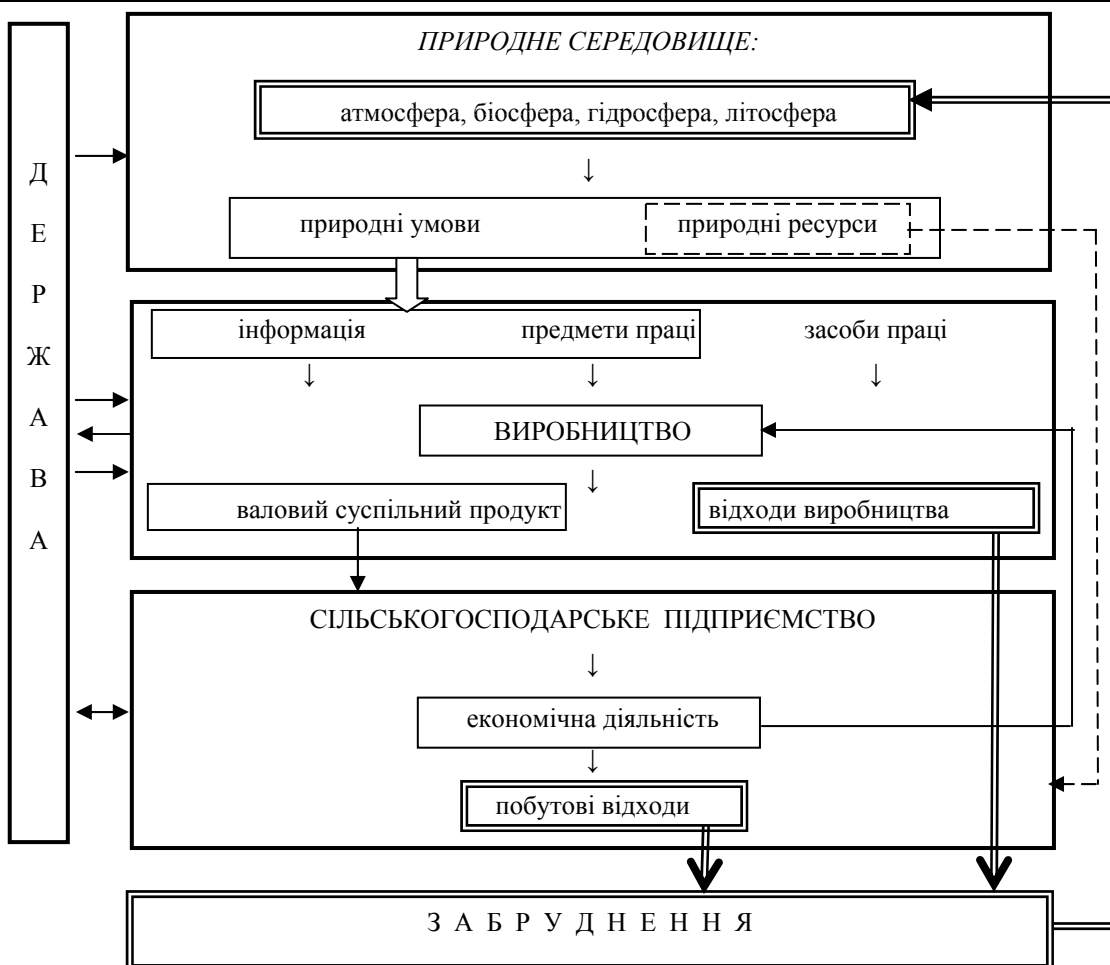 ДЕРЖАВА
ПРИРОДНЕ СЕРЕДОВИЩЕ:
атмосфера, біосфера, гідросфера, літосфера
природні умови
природні ресурси
інформація
предмети праці
засоби праці
ВИРОБНИЦТВО
валовий суспільний продукт
відходи виробництва
СІЛЬСЬКОГОСПОДАРСЬКЕ ПІДПРИЄМСТВО
економічна діяльність
побутові відходи
З А Б Р У Д Н Е Н Н Я